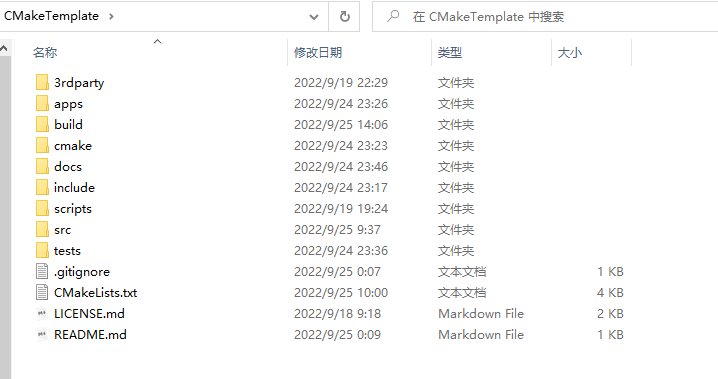 CMakeTemplate
在 CMakeTemplate 中搜索
名称 修改日期 类型 大小
3rdparty 2022/9/19 22:29 文件夹
apps 2022/9/24 23:26 文件夹
build 2022/9/25 14:06 文件夹
cmake 2022/9/24 23:23 文件夹
docs 2022/9/24 23:46 文件夹
include 2022/9/24 23:17 文件夹
scripts 2022/9/19 19:24 文件夹
src 2022/9/25 9:37 文件夹
tests 2022/9/24 23:36 文件夹
.gitignore 2022/9/25 0:07 文本文档 1 KB
CMakeLists.txt 2022/9/25 10:00 文本文档 4 KB
LICENSE.md 2022/9/18 9:18 Markdown File 2 KB
README.md 2022/9/25 0:09 Markdown File 1 KB